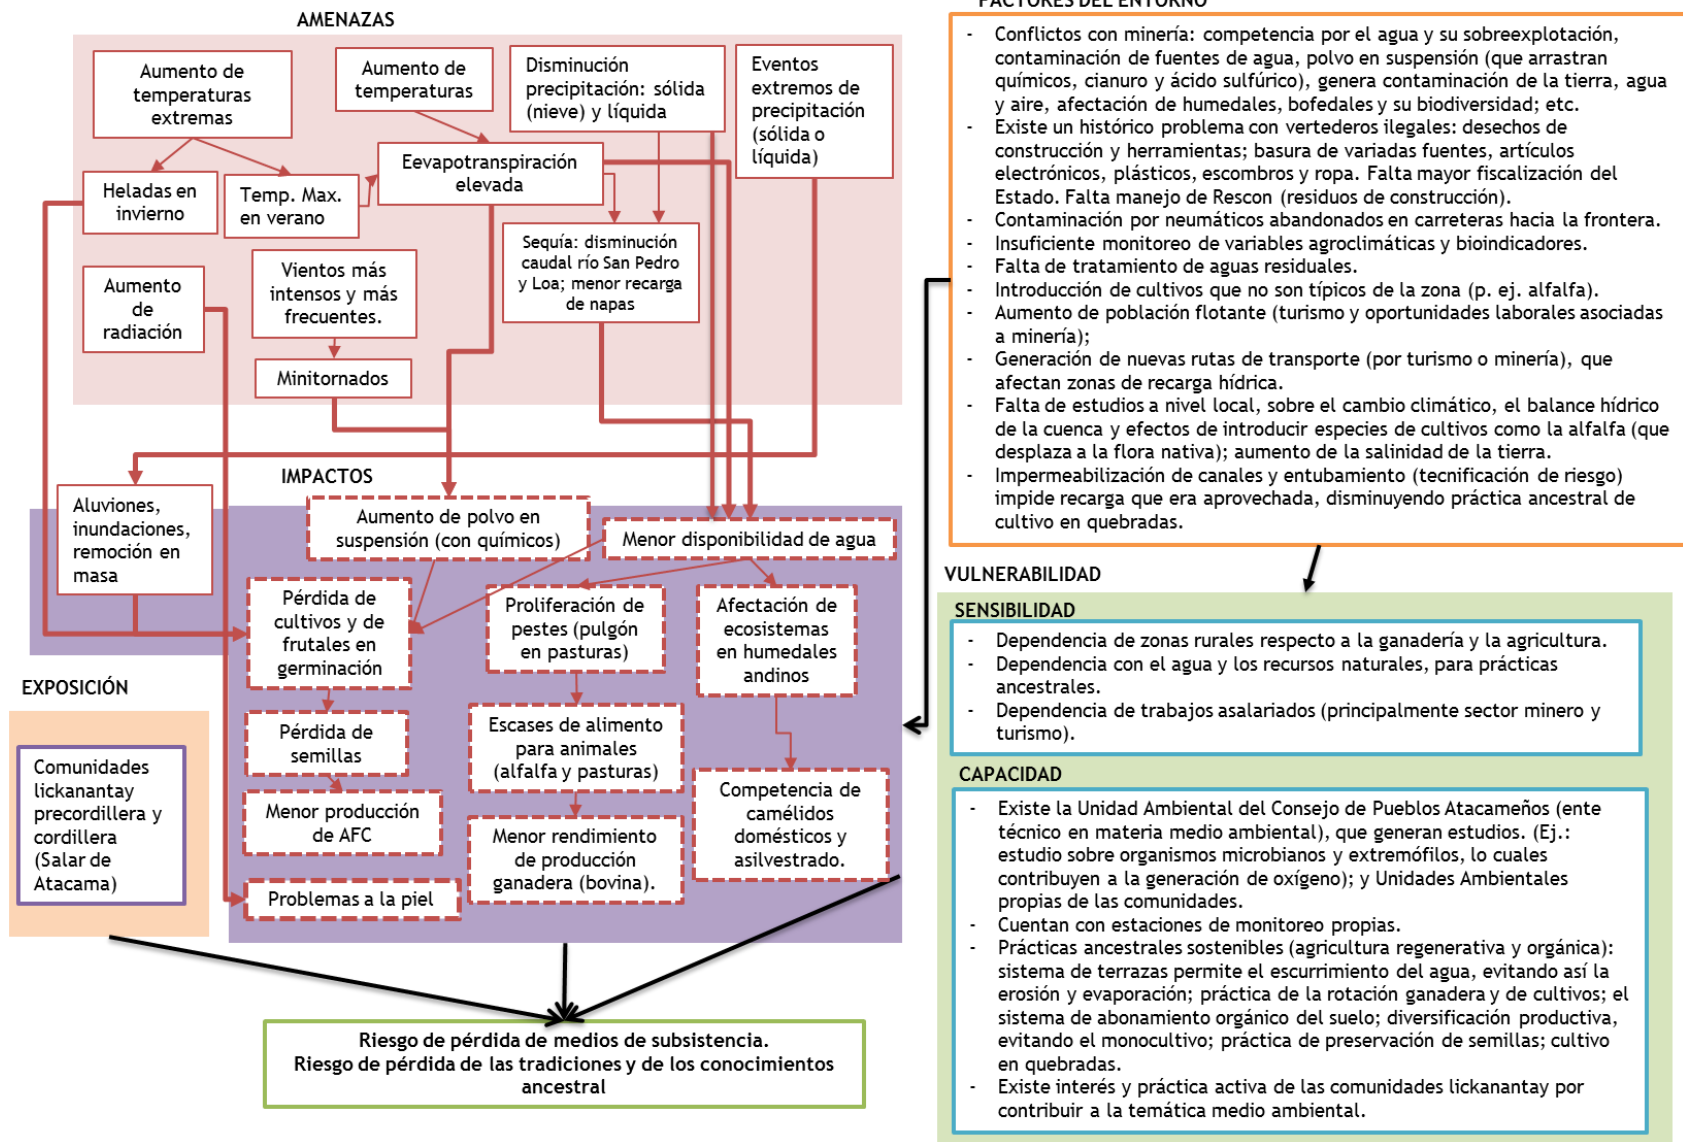 AMENAZAS
Aumento de
temperaturas
extremas
Aumento de
temperaturas
Disminución
precipitación: sólida
(nieve) y líquida
Eventos
extremos de
precipitación
(sólida o
líquida)
Heladas en
invierno
Temp. Max.
en verano
Eevapotranspiración
elevada
Aumento
de
radiación
Vientos más
intensos y más
frecuentes.
Sequía: disminución
caudal río San Pedro
y Loa; menor recarga
de napas
Minitornados
IMPACTOS
Aluviones,
inundaciones,
remoción en
masa
Aumento de polvo en
suspensión (con químicos)
Menor disponibilidad de agua
Pérdida de
cultivos y de
frutales en
germinación
Proliferación de
pestes (pulgón
en pasturas)
Afectación de
ecosistemas
en humedales
andinos
Pérdida de
semillas
Escases de alimento
para animales
(alfalfa y pasturas)
Competencia de
camélidos
domésticos y
asilvestrado.
Menor producción
de AFC
Menor rendimiento
de producción
ganadera (bovina).
Problemas a la piel
EXPOSICIÓN
Comunidades
lickanantay
precordillera y
cordillera
(Salar de
Atacama)
Riesgo de pérdida de medios de subsistencia.
Riesgo de pérdida de las tradiciones y de los conocimientos
ancestral
FACTORES DEL ENTORNO
- Conflictos con minería: competencia por el agua y su sobreexplotación,
contaminación de fuentes de agua, polvo en suspensión (que arrastran
químicos, cianuro y ácido sulfúrico), genera contaminación de la tierra, agua
y aire, afectación de humedales, bofedales y su biodiversidad; etc.
- Existe un histórico problema con vertederos ilegales: desechos de
construcción y herramientas; basura de variadas fuentes, artículos
electrónicos, plásticos, escombros y ropa. Falta mayor fiscalización del
Estado. Falta manejo de Rescon (residuos de construcción).
- Contaminación por neumáticos abandonados en carreteras hacia la frontera.
- Insuficiente monitoreo de variables agroclimáticas y bioindicadores.
- Falta de tratamiento de aguas residuales.
- Introducción de cultivos que no son típicos de la zona (p. ej. alfalfa).
- Aumento de población flotante (turismo y oportunidades laborales asociadas
a minería);
- Generación de nuevas rutas de transporte (por turismo o minería), que
afectan zonas de recarga hídrica.
- Falta de estudios a nivel local, sobre el cambio climático, el balance hídrico
de la cuenca y efectos de introducir especies de cultivos como la alfalfa (que
desplaza a la flora nativa); aumento de la salinidad de la tierra.
- Impermeabilización de canales y entubamiento (tecnificación de riesgo)
impide recarga que era aprovechada, disminuyendo práctica ancestral de
cultivo en quebradas.
VULNERABILIDAD
SENSIBILIDAD
- Dependencia de zonas rurales respecto a la ganadería y la agricultura.
- Dependencia con el agua y los recursos naturales, para prácticas
ancestrales.
- Dependencia de trabajos asalariados (principalmente sector minero y
turismo).
CAPACIDAD
- Existe la Unidad Ambiental del Consejo de Pueblos Atacameños (ente
técnico en materia medio ambiental), que generan estudios. (Ej.:
estudio sobre organismos microbianos y extremófilos, lo cuales
contribuyen a la generación de oxígeno); y Unidades Ambientales
propias de las comunidades.
- Cuentan con estaciones de monitoreo propias.
- Prácticas ancestrales sostenibles (agricultura regenerativa y orgánica):
sistema de terrazas permite el escurrimiento del agua, evitando así la
erosión y evaporación; práctica de la rotación ganadera y de cultivos; el
sistema de abonamiento orgánico del suelo; diversificación productiva,
evitando el monocultivo; práctica de preservación de semillas; cultivo
en quebradas.
- Existe interés y práctica activa de las comunidades lickanantay por
contribuir a la temática medio ambiental.